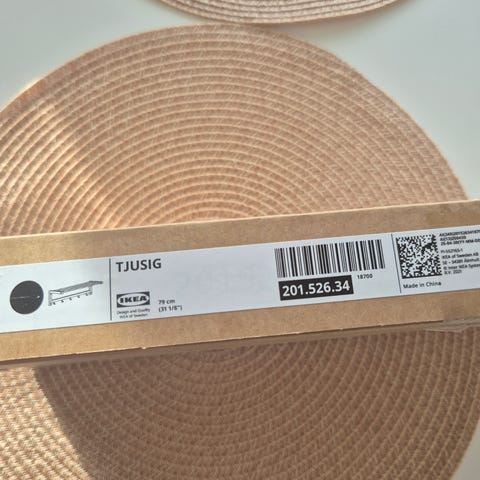 TJUSIG
IKEA
Design and Quality
IKEA of Sweden
79 cm
(31 1/8")
18700
201.526.34
IKEA of Sweden AB
Made in China